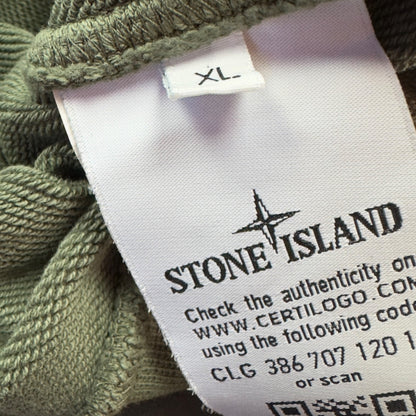 XL
STONE ISLAND
Check the authenticity on
WWW.CERTILOGO.COM
using the following code
CLG 386 707 120 1
or scan